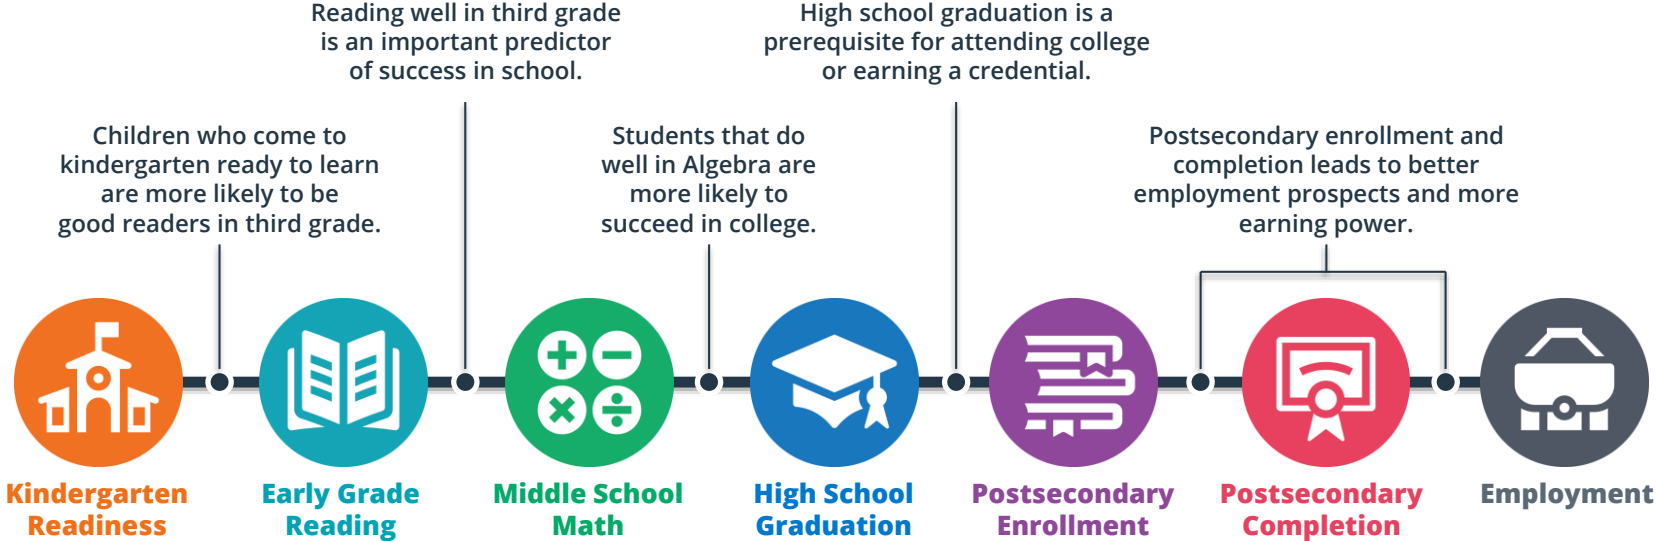 Reading well in third grade
is an important predictor
of success in school.
High school graduation is a
prerequisite for attending college
or earning a credential.
Children who come to
kindergarten ready to learn
are more likely to be
good readers in third grade.
Students that do
well in Algebra are
more likely to
succeed in college.
Postsecondary enrollment and
completion leads to better
employment prospects and more
earning power.
Kindergarten
Readiness
Early Grade
Reading
Middle School
Math
High School
Graduation
Postsecondary
Enrollment
Postsecondary
Completion
Employment